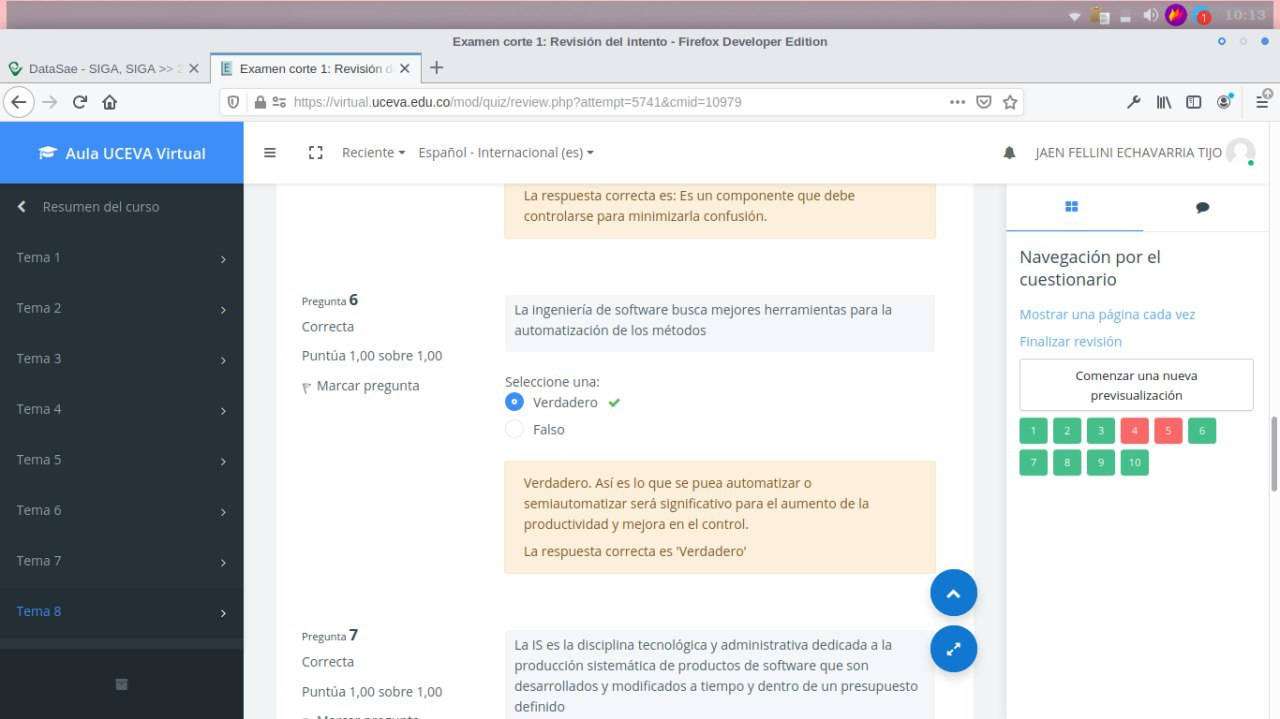 1
10:13
Examen corte 1: Revisión del intento - Firefox Developer Edition
DataSae - SIGA, SIGA >> 2
Examen corte 1: Revisión d
https://virtual.uceva.edu.co/mod/quiz/review.php?attempt=5741&cmid=10979
Aula UCEVA Virtual
Reciente
Español - Internacional (es)
JAEN FELLINI ECHAVARRIA TIJO
Resumen del curso
Tema 1
Tema 2
Tema 3
Tema 4
Tema 5
Tema 6
Tema 7
Tema 8
La respuesta correcta es: Es un componente que debe
controlarse para minimizarla confusión.
Pregunta 6
Correcta
Puntúa 1,00 sobre 1,00
Marcar pregunta
La ingeniería de software busca mejores herramientas para la
automatización de los métodos
Seleccione una:
Verdadero
Falso
Verdadero. Así es lo que se puea automatizar o
semiautomatizar será significativo para el aumento de la
productividad y mejora en el control.
La respuesta correcta es 'Verdadero'
Pregunta 7
Correcta
Puntúa 1,00 sobre 1,00
Marcar pregunta
La IS es la disciplina tecnológica y administrativa dedicada a la
producción sistemática de productos de software que son
desarrollados y modificados a tiempo y dentro de un presupuesto
definido
Navegación por el
cuestionario
Mostrar una página cada vez
Finalizar revisión
Comenzar una nueva
previsualización
1 2 3 4 5 6
7 8 9 10